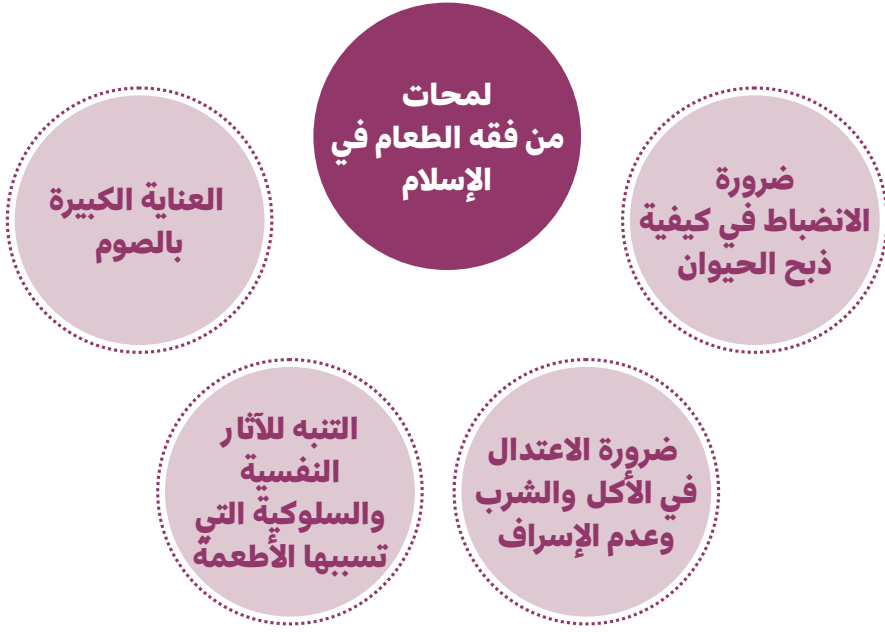 لمحات
من فقه الطعام في
الإسلام
ضرورة
الانضباط في كيفية
ذبح الحيوان
ضرورة الاعتدال
في الأكل والشرب
وعدم الإسراف
التنبه للآثار
النفسية
والسلوكية التي
تسببها الأطعمة
العناية الكبيرة
بالصوم